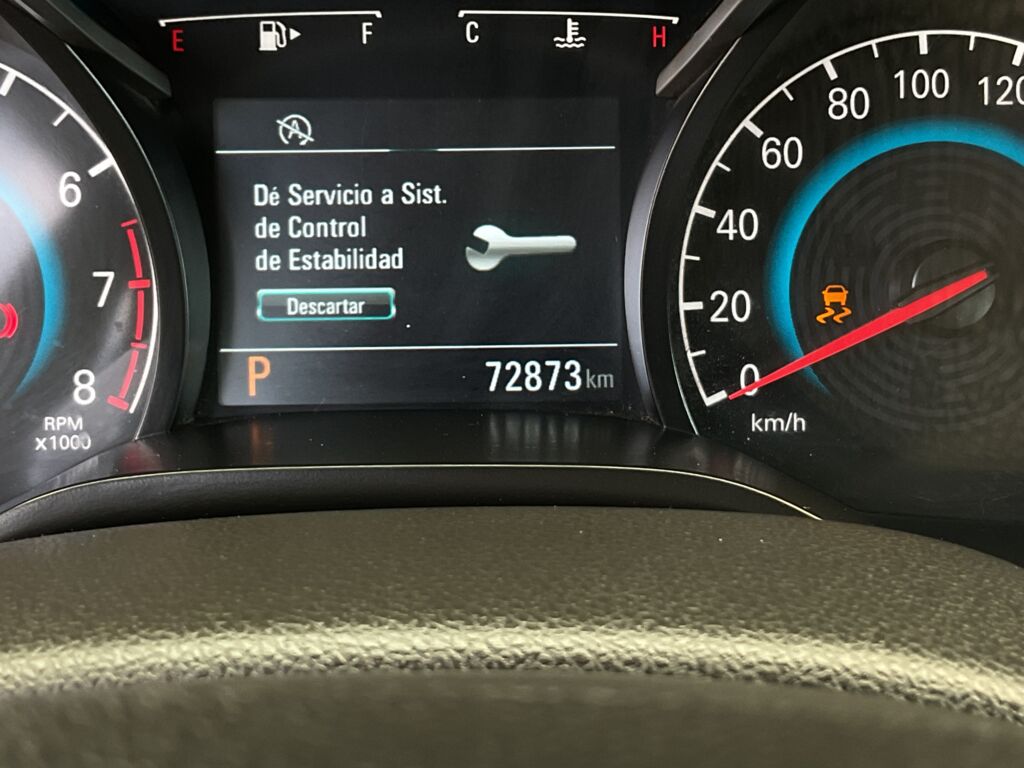 E F C H
Dé Servicio a Sist.
de Control
de Estabilidad
Descartar
P 72873 km
6
7
8
RPM
x1000
0
20
40
60
80
100
120
km/h